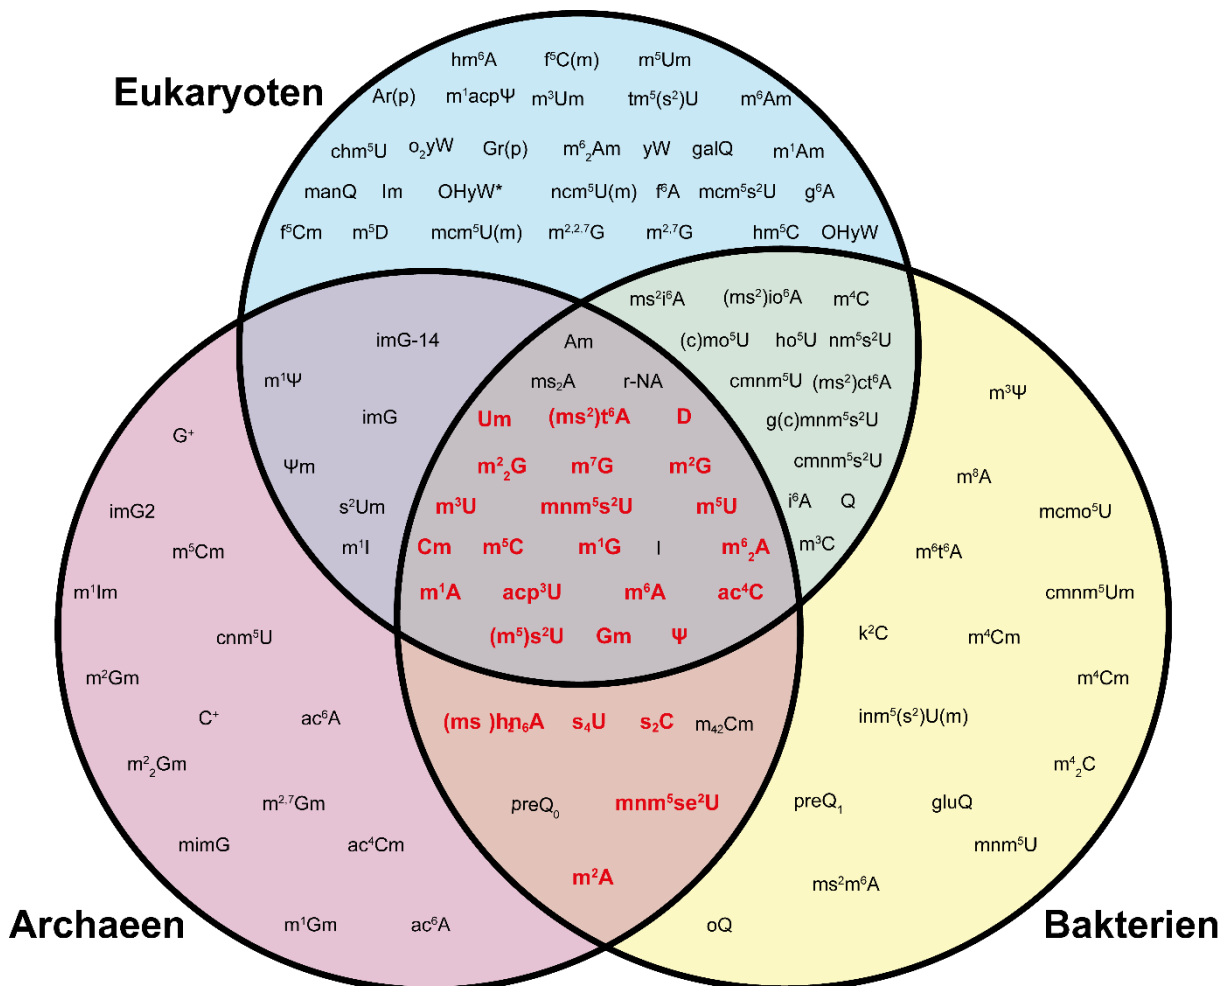 hm⁶A f⁵C(m) m⁵Um
Eukaryoten
Ar(p) m¹acpΨ m³Um tm⁵(s²)U m⁶Am
chm⁵U o₂yW Gr(p) m⁶₂Am yW galQ m¹Am
manQ Im OHyW* ncm⁵U(m) f⁶A mcm⁵s²U g⁶A
f⁵Cm m⁵D mcm⁵U(m) m²·²·⁷G m²·⁷G hm⁵C OHyW
ms²i⁶A (ms²)io⁶A m⁴C
imG-14 Am (c)mo⁵U ho⁵U nm⁵s²U
m¹Ψ ms₂A r-NA cmnm⁵U (ms²)ct⁶A
m³Ψ
imG Um (ms²)t⁶A D g(c)mnm⁵s²U
G⁺
Ψm m²₂G m⁷G m²G cmnm⁵s²U
m⁸A
imG2 s²Um m³U mnm⁵s²U m⁵U i⁶A Q mcmo⁵U
m⁵Cm m¹I Cm m⁵C m¹G I m⁶₂A m³C m⁶t⁶A
m¹Im m¹A acp³U m⁶A ac⁴C cmnm⁵Um
cnm⁵U (m⁵)s²U Gm Ψ k²C m⁴Cm
m²Gm m⁴Cm
C⁺ ac⁶A (ms )h₂n₆A s₄U s₂C m₄₂Cm inm⁵(s²)U(m)
m²₂Gm m⁴₂C
m²·⁷Gm preQ₀ mnm⁵se²U preQ₁ gluQ
mimG ac⁴Cm mnm⁵U
m²A ms²m⁶A
Archaeen m¹Gm ac⁶A oQ Bakterien